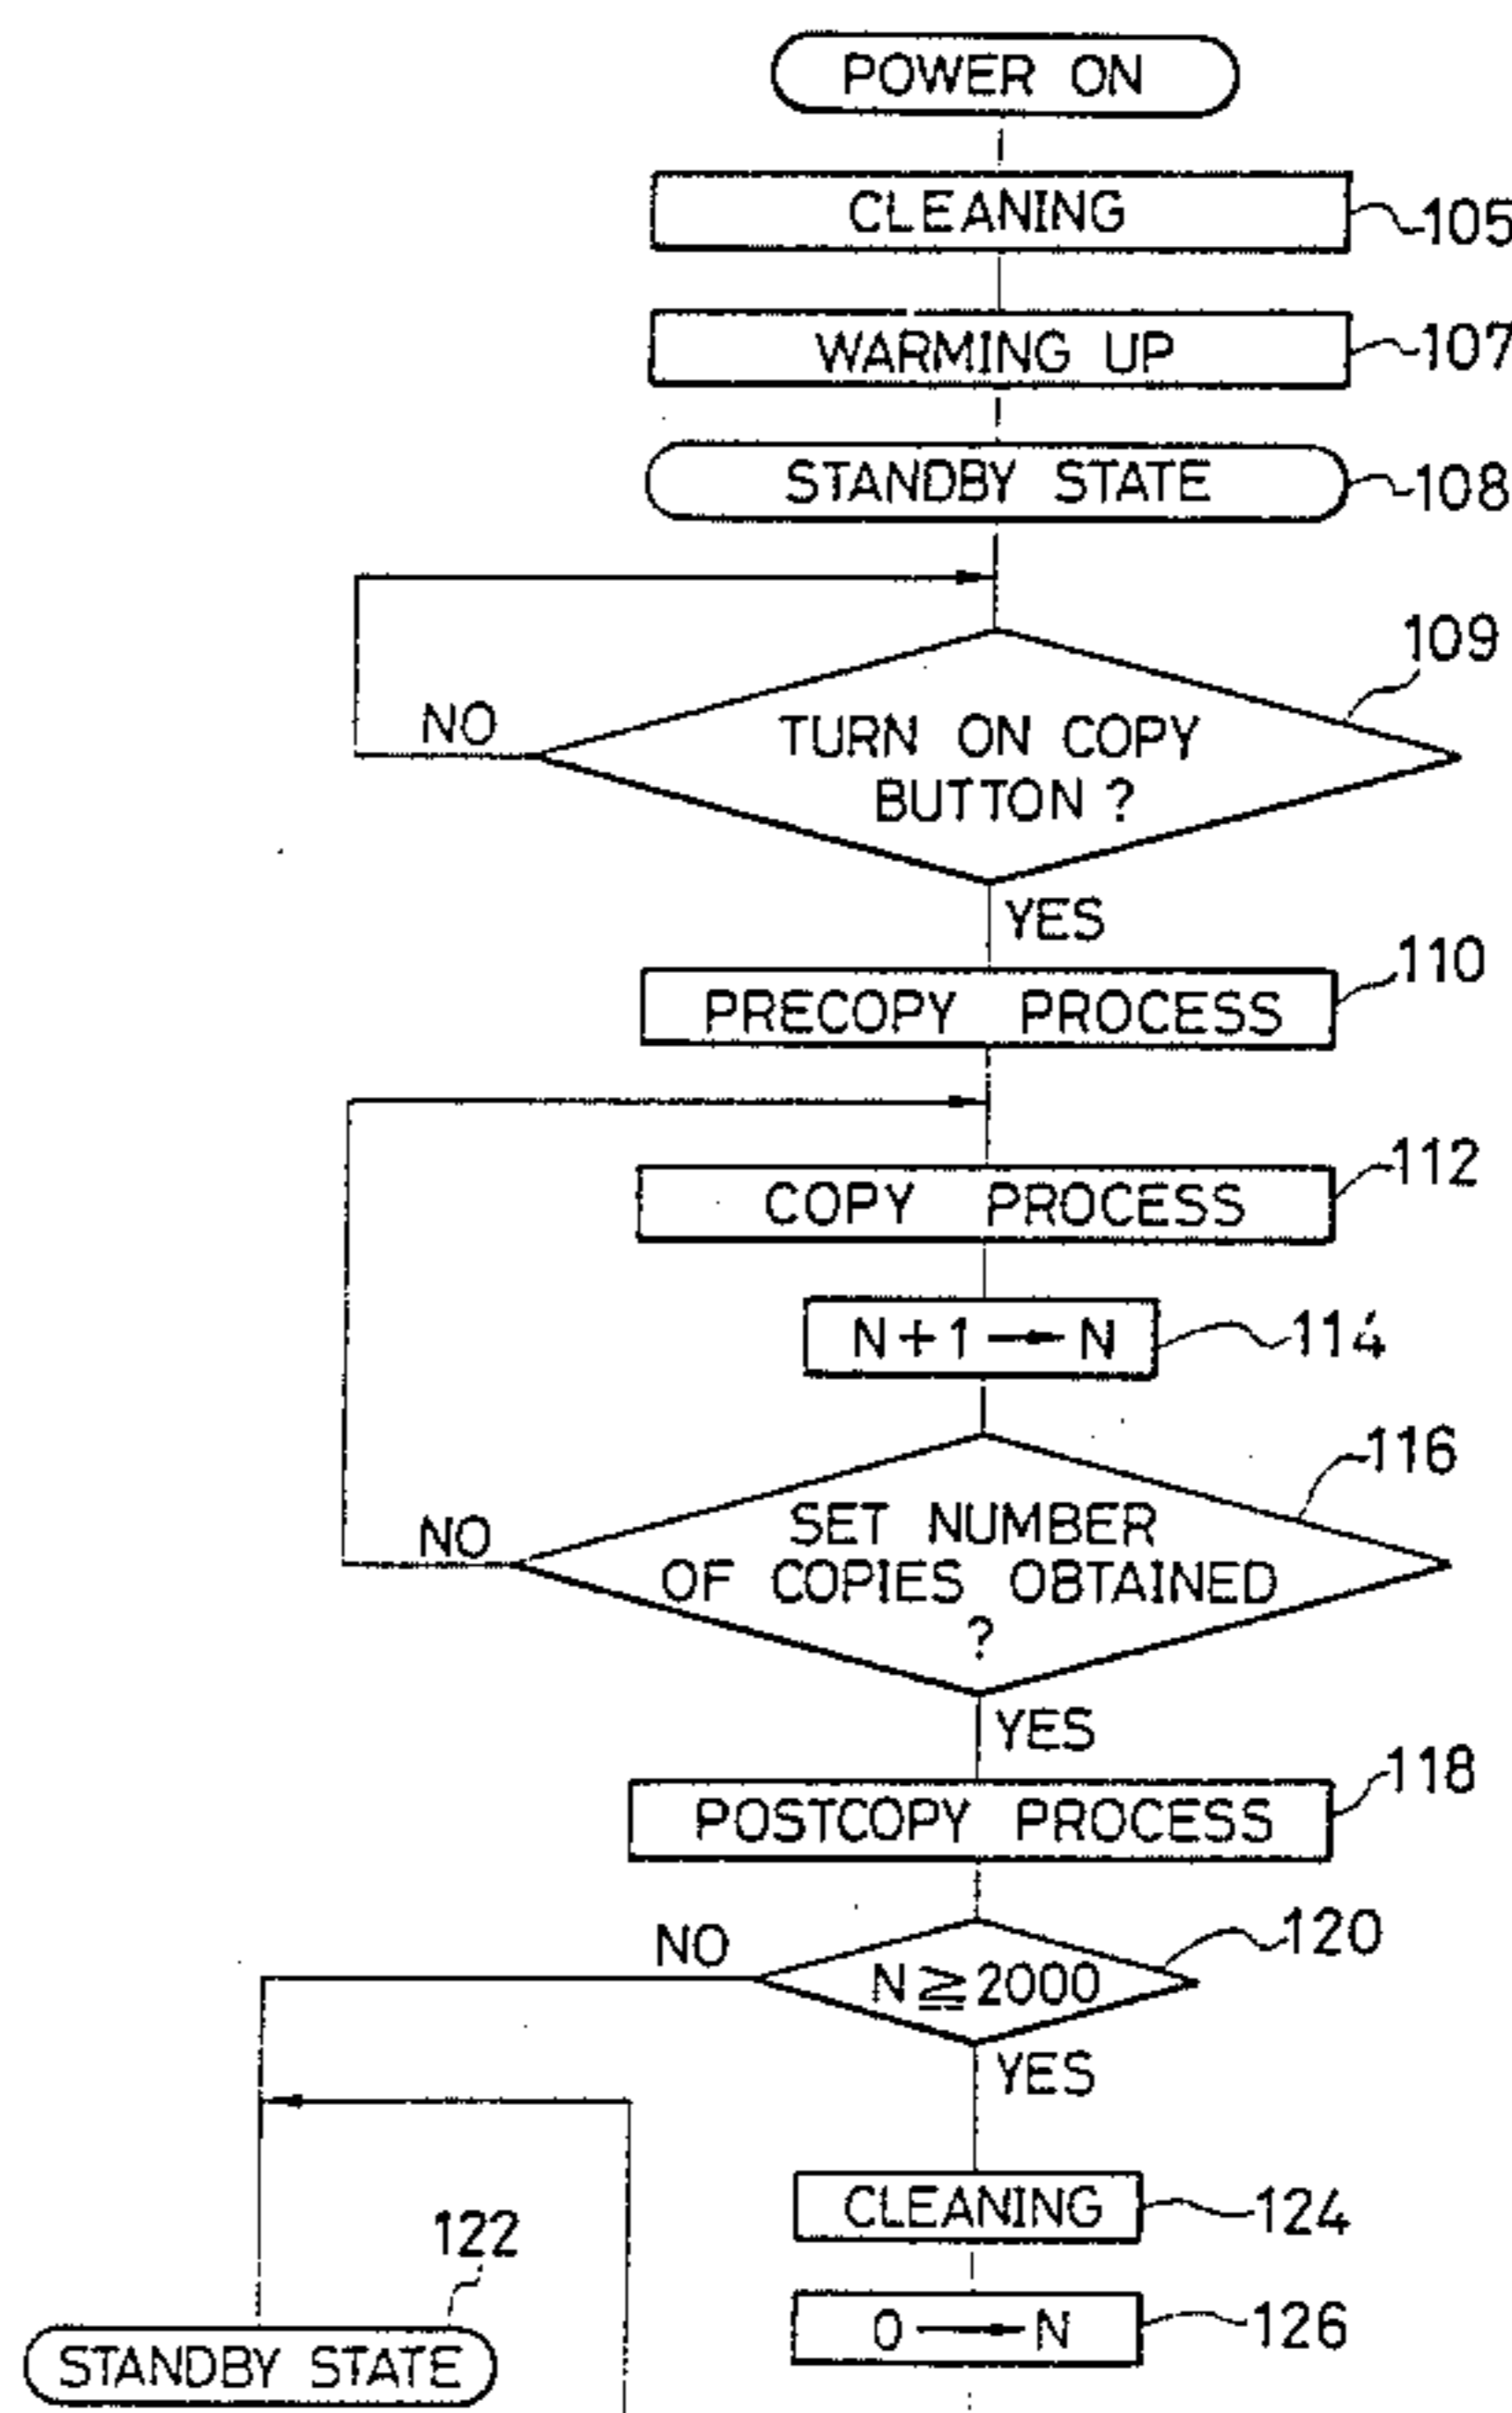 POWER ON
CLEANING
105
WARMING UP
107
STANDBY STATE
108
109
NO
TURN ON COPY
BUTTON ?
YES
110
PRECOPY PROCESS
112
COPY PROCESS
N+1 → N
114
116
NO
SET NUMBER
OF COPIES OBTAINED
?
YES
118
POSTCOPY PROCESS
NO
120
N ≧ 2000
YES
CLEANING
124
122
0 → N
126
STANDBY STATE